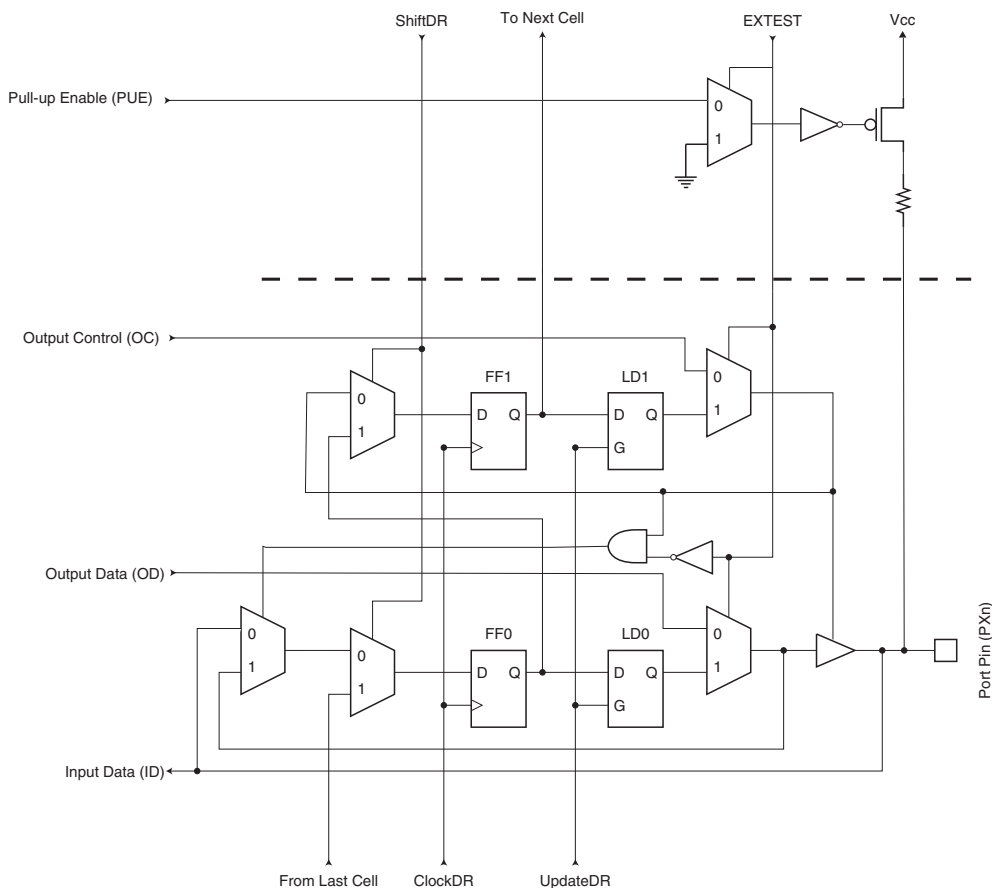 ShiftDR
To Next Cell
EXTEST
Vcc
Pull-up Enable (PUE)
0
1
Output Control (OC)
FF1
LD1
0
1
0
1
D Q
D Q
G
Output Data (OD)
FF0
LD0
0
1
0
1
0
1
D Q
D Q
G
Port Pin (PXn)
Input Data (ID)
From Last Cell
ClockDR
UpdateDR